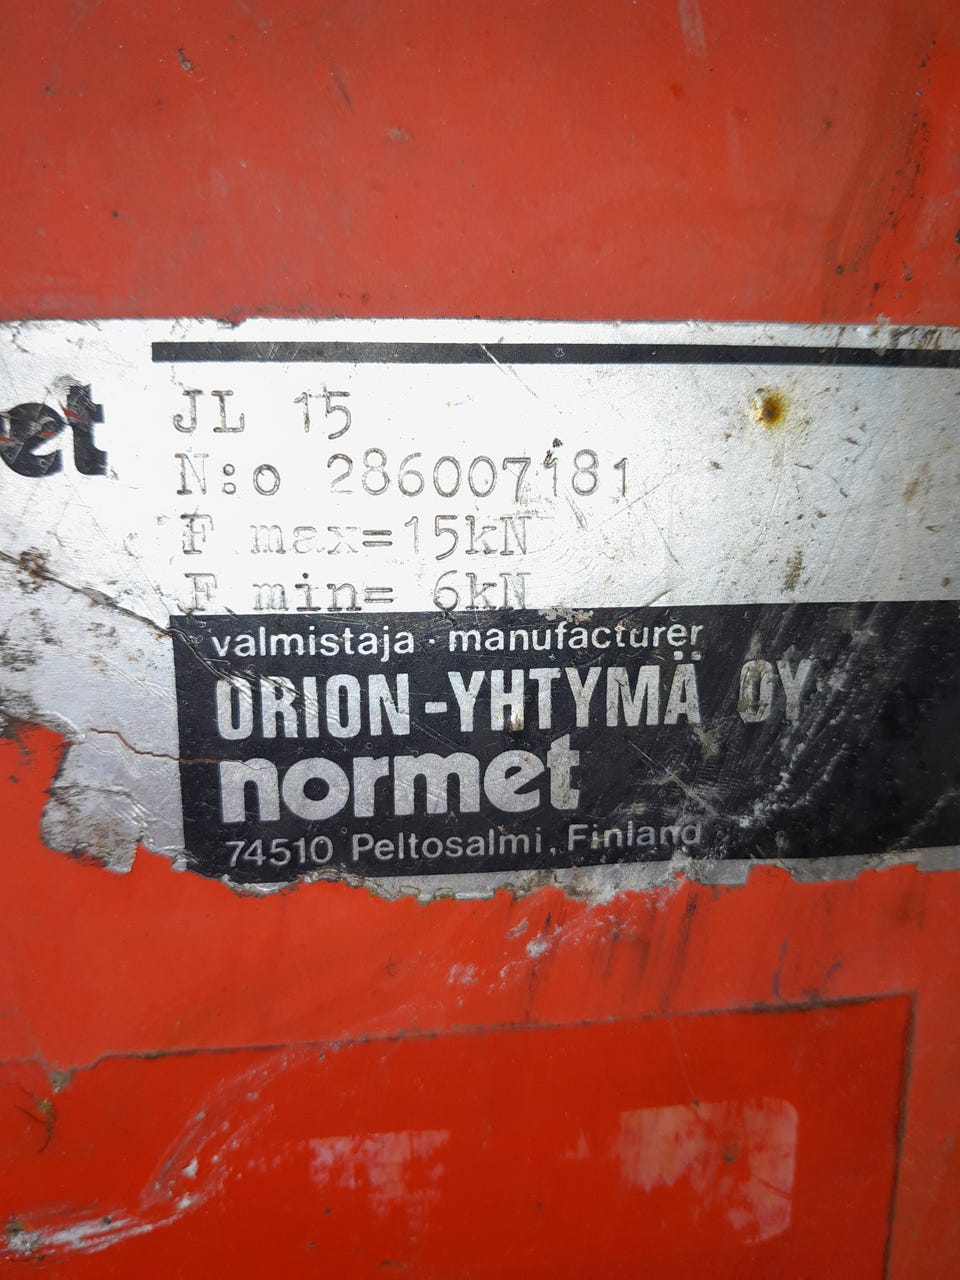 et
JL 15
N:o 286007181
F max=15kN
F min= 6kN
valmistaja · manufacturer
ORION-YHTYMÄ OY
normet
74510 Peltosalmi, Finland